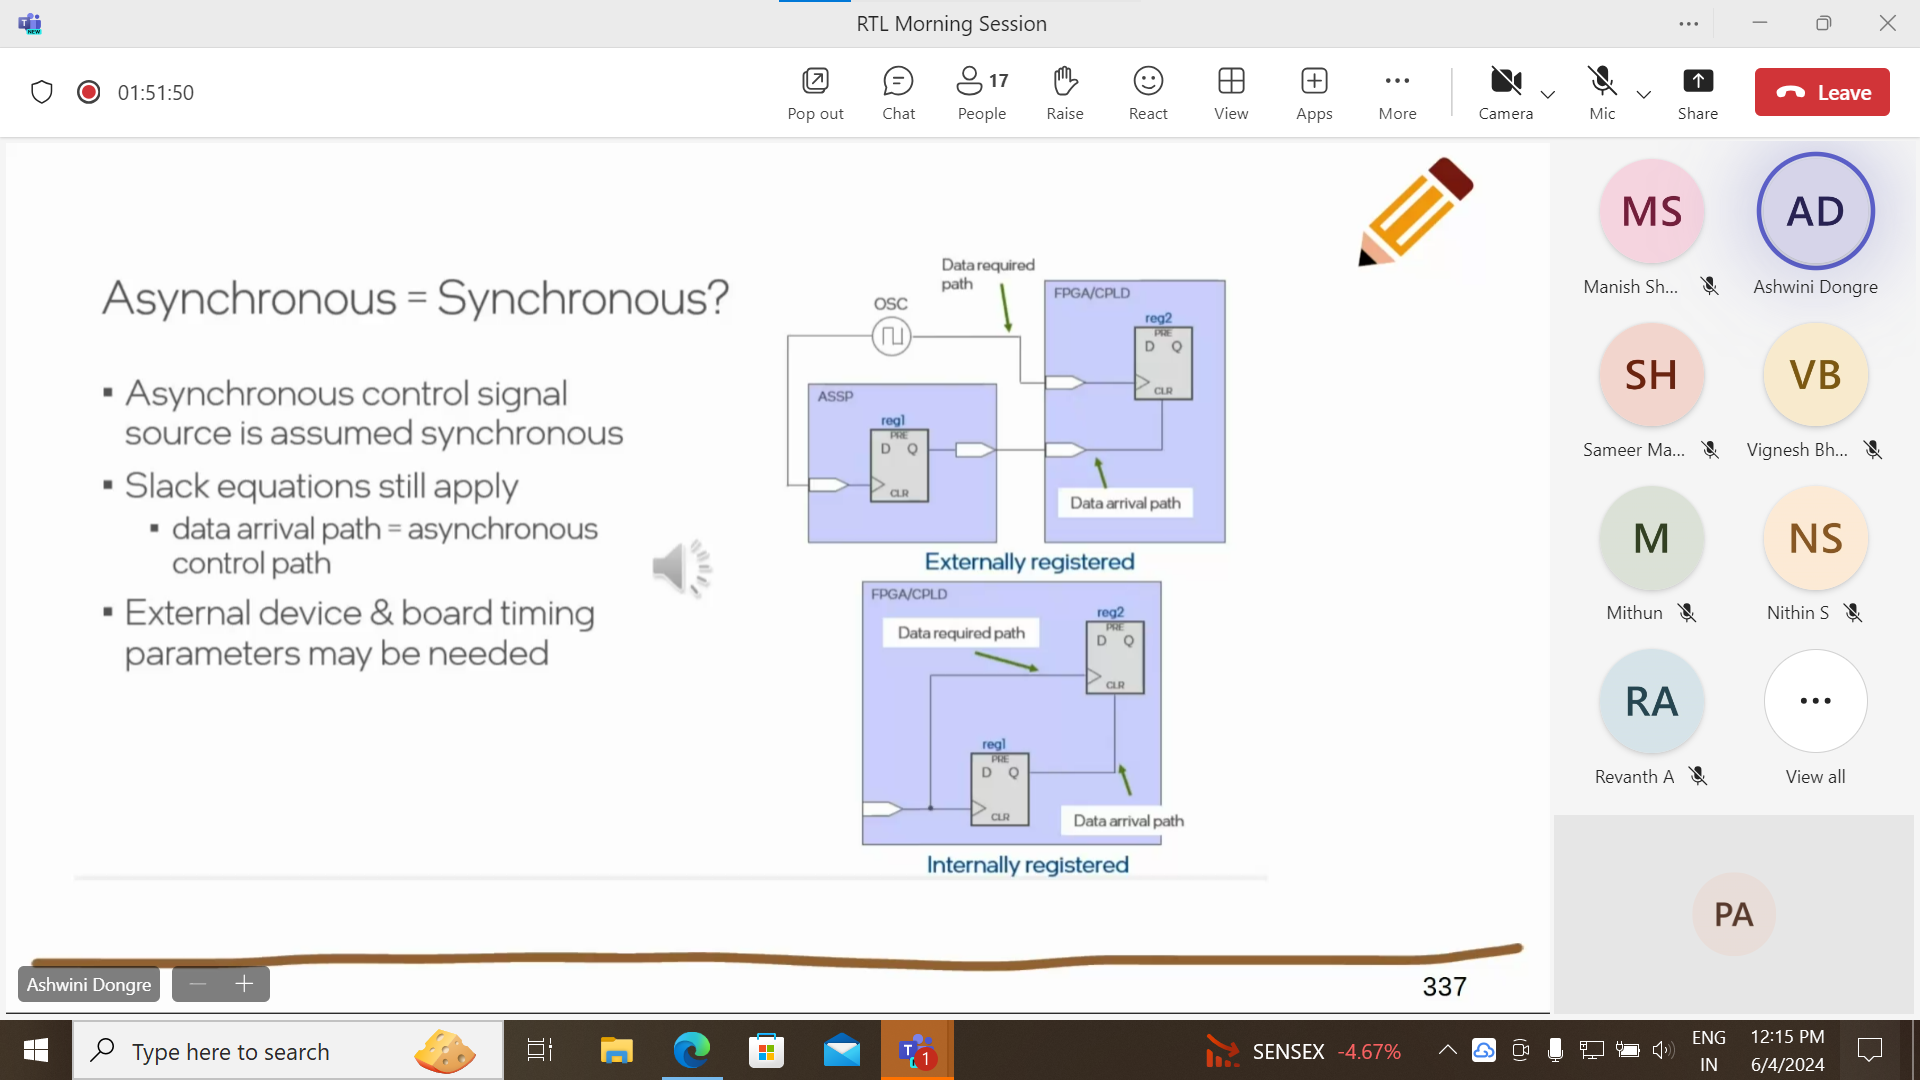 RTL Morning Session
01:51:50
Pop out
Chat
17
People
Raise
React
View
Apps
More
Camera
Mic
Share
Leave
Asynchronous = Synchronous?
Asynchronous control signal
source is assumed synchronous
Slack equations still apply
data arrival path = asynchronous
control path
External device & board timing
parameters may be needed
Data required
path
OSC
FPGA/CPLD
reg2
PRE
D Q
CLR
ASSP
reg1
PRE
D Q
CLR
Data arrival path
Externally registered
FPGA/CPLD
reg2
Data required path
PRE
D Q
CLR
reg1
PRE
D Q
CLR
Data arrival path
Internally registered
337
Ashwini Dongre
MS
Manish Sh...
AD
Ashwini Dongre
SH
Sameer Ma...
VB
Vignesh Bh...
M
Mithun
NS
Nithin S
RA
Revanth A
View all
PA
Type here to search
T
1
SENSEX -4.67%
ENG
IN
12:15 PM
6/4/2024